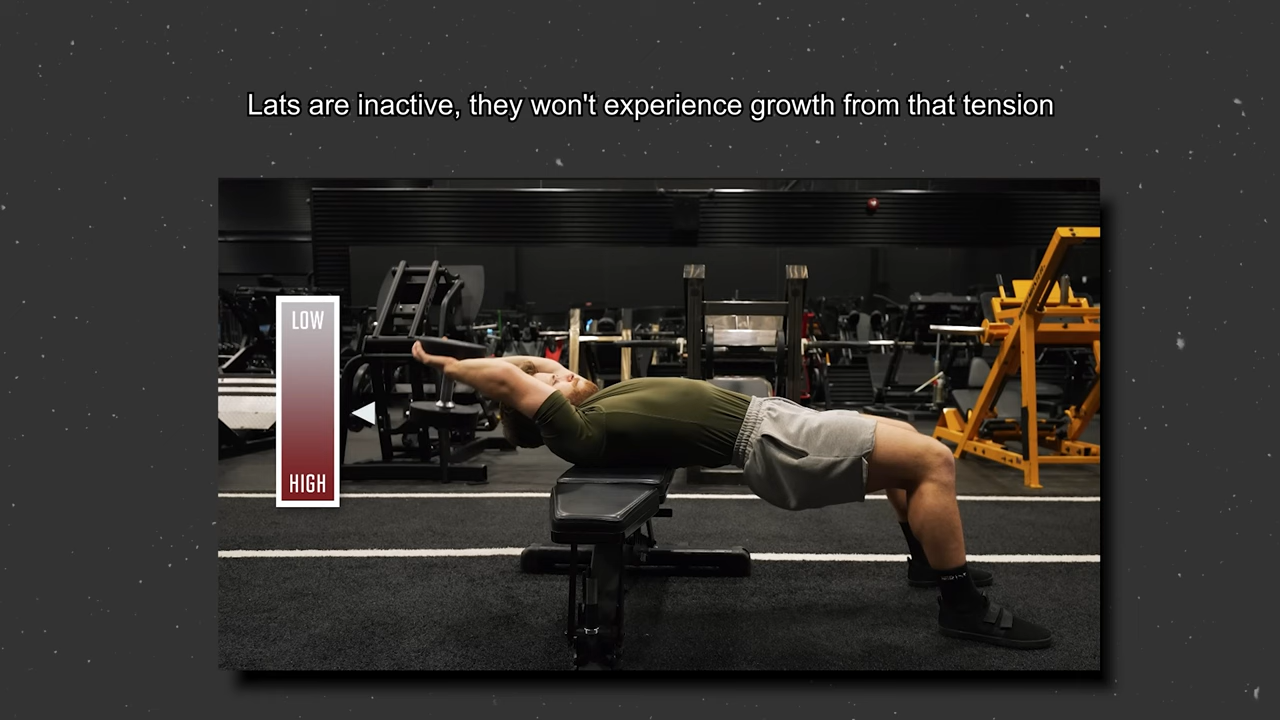 Lats are inactive, they won't experience growth from that tension
LOW
HIGH